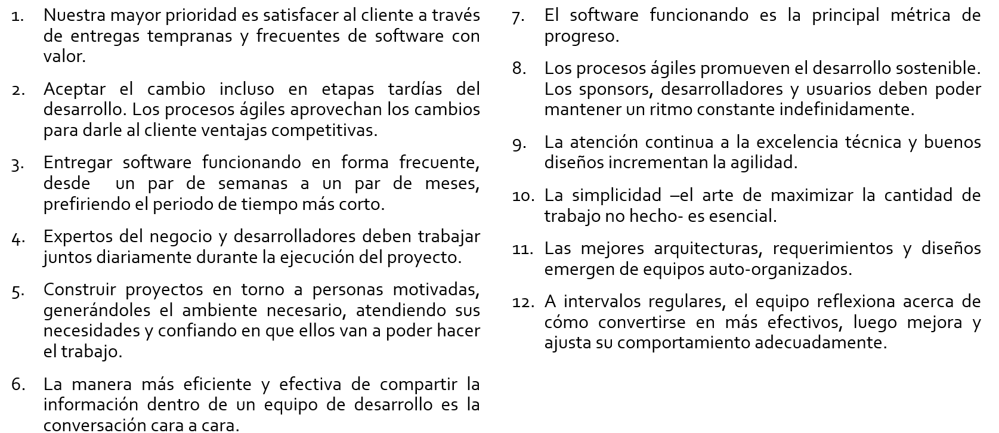 1. Nuestra mayor prioridad es satisfacer al cliente a través
de entregas tempranas y frecuentes de software con
valor.
2. Aceptar el cambio incluso en etapas tardías del
desarrollo. Los procesos ágiles aprovechan los cambios
para darle al cliente ventajas competitivas.
3. Entregar software funcionando en forma frecuente,
desde un par de semanas a un par de meses,
prefiriendo el periodo de tiempo más corto.
4. Expertos del negocio y desarrolladores deben trabajar
juntos diariamente durante la ejecución del proyecto.
5. Construir proyectos en torno a personas motivadas,
generándoles el ambiente necesario, atendiendo sus
necesidades y confiando en que ellos van a poder hacer
el trabajo.
6. La manera más eficiente y efectiva de compartir la
información dentro de un equipo de desarrollo es la
conversación cara a cara.
7. El software funcionando es la principal métrica de
progreso.
8. Los procesos ágiles promueven el desarrollo sostenible.
Los sponsors, desarrolladores y usuarios deben poder
mantener un ritmo constante indefinidamente.
9. La atención continua a la excelencia técnica y buenos
diseños incrementan la agilidad.
10. La simplicidad –el arte de maximizar la cantidad de
trabajo no hecho- es esencial.
11. Las mejores arquitecturas, requerimientos y diseños
emergen de equipos auto-organizados.
12. A intervalos regulares, el equipo reflexiona acerca de
cómo convertirse en más efectivos, luego mejora y
ajusta su comportamiento adecuadamente.